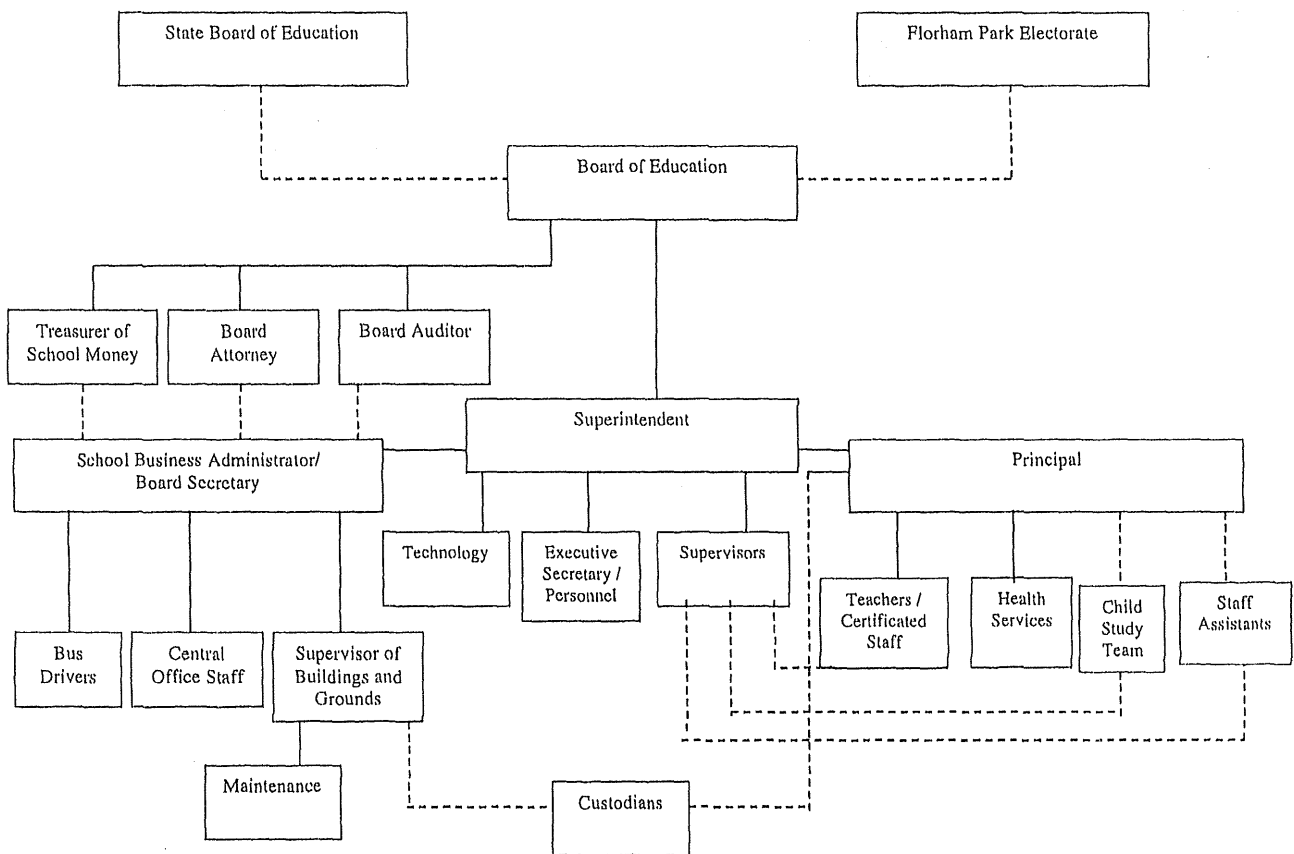 State Board of Education
Florham Park Electorate
Board of Education
Treasurer of
School Money
Board
Attorney
Board Auditor
Superintendent
School Business Administrator/
Board Secretary
Principal
Technology
Executive
Secretary /
Personnel
Supervisors
Teachers /
Certificated
Staff
Health
Services
Child
Study
Team
Staff
Assistants
Bus
Drivers
Central
Office Staff
Supervisor of
Buildings and
Grounds
Maintenance
Custodians